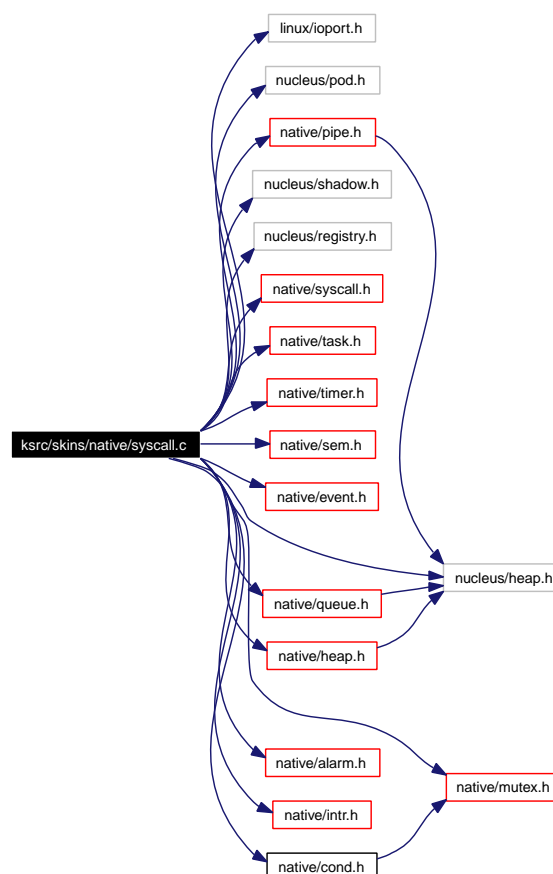 linux/ioport.h
nucleus/pod.h
native/pipe.h
nucleus/shadow.h
nucleus/registry.h
native/syscall.h
native/task.h
native/timer.h
ksrc/skins/native/syscall.c
native/sem.h
native/event.h
nucleus/heap.h
native/queue.h
native/heap.h
native/alarm.h
native/mutex.h
native/intr.h
native/cond.h